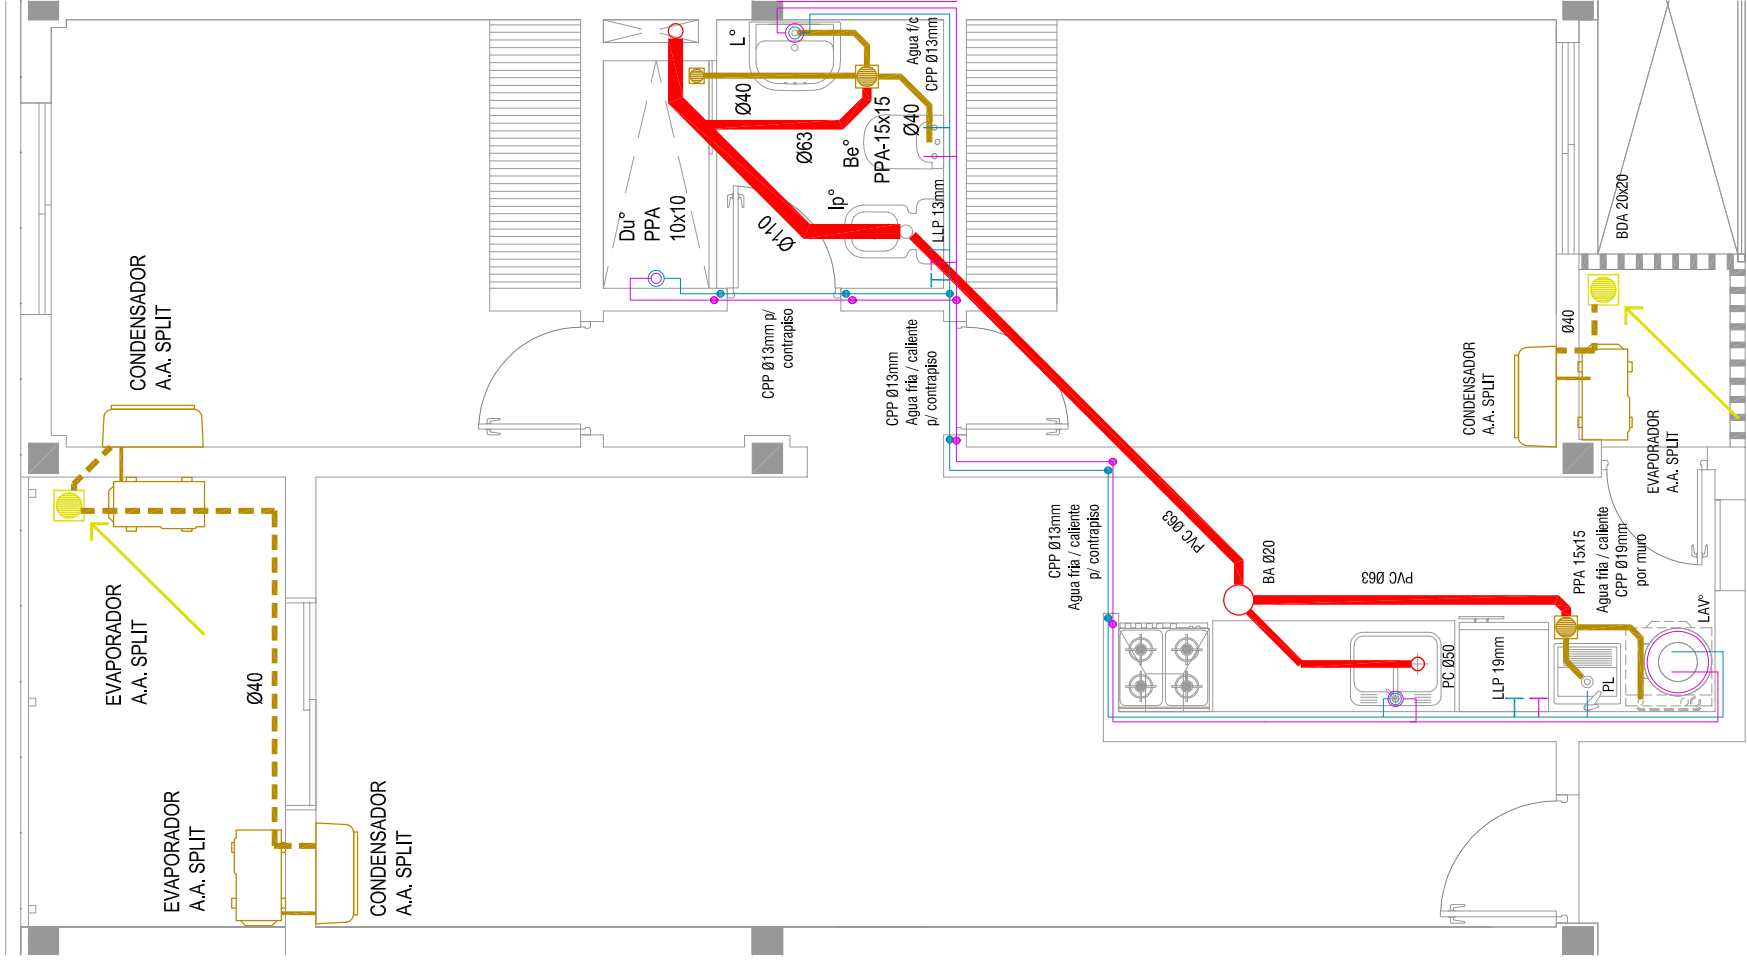 L°
Agua f/c
CPP Ø13mm
Ø40
Ø63
Be°
PPA-15x15
Ø40
Ip°
LLP 13mm
Du°
PPA
10x10
Ø110
CONDENSADOR
A.A. SPLIT
CPP Ø13mm p/
contrapiso
CPP Ø13mm
Agua fria / caliente
p/ contrapiso
BDA 20x20
Ø40
CONDENSADOR
A.A. SPLIT
EVAPORADOR
A.A. SPLIT
CPP Ø13mm
Agua fria / caliente
p/ contrapiso
PVC Ø63
BA Ø20
PVC Ø63
PPA 15x15
Agua fria / caliente
CPP Ø19mm
por muro
LAV°
EVAPORADOR
A.A. SPLIT
Ø40
PC Ø50
LLP 19mm
PL
EVAPORADOR
A.A. SPLIT
CONDENSADOR
A.A. SPLIT